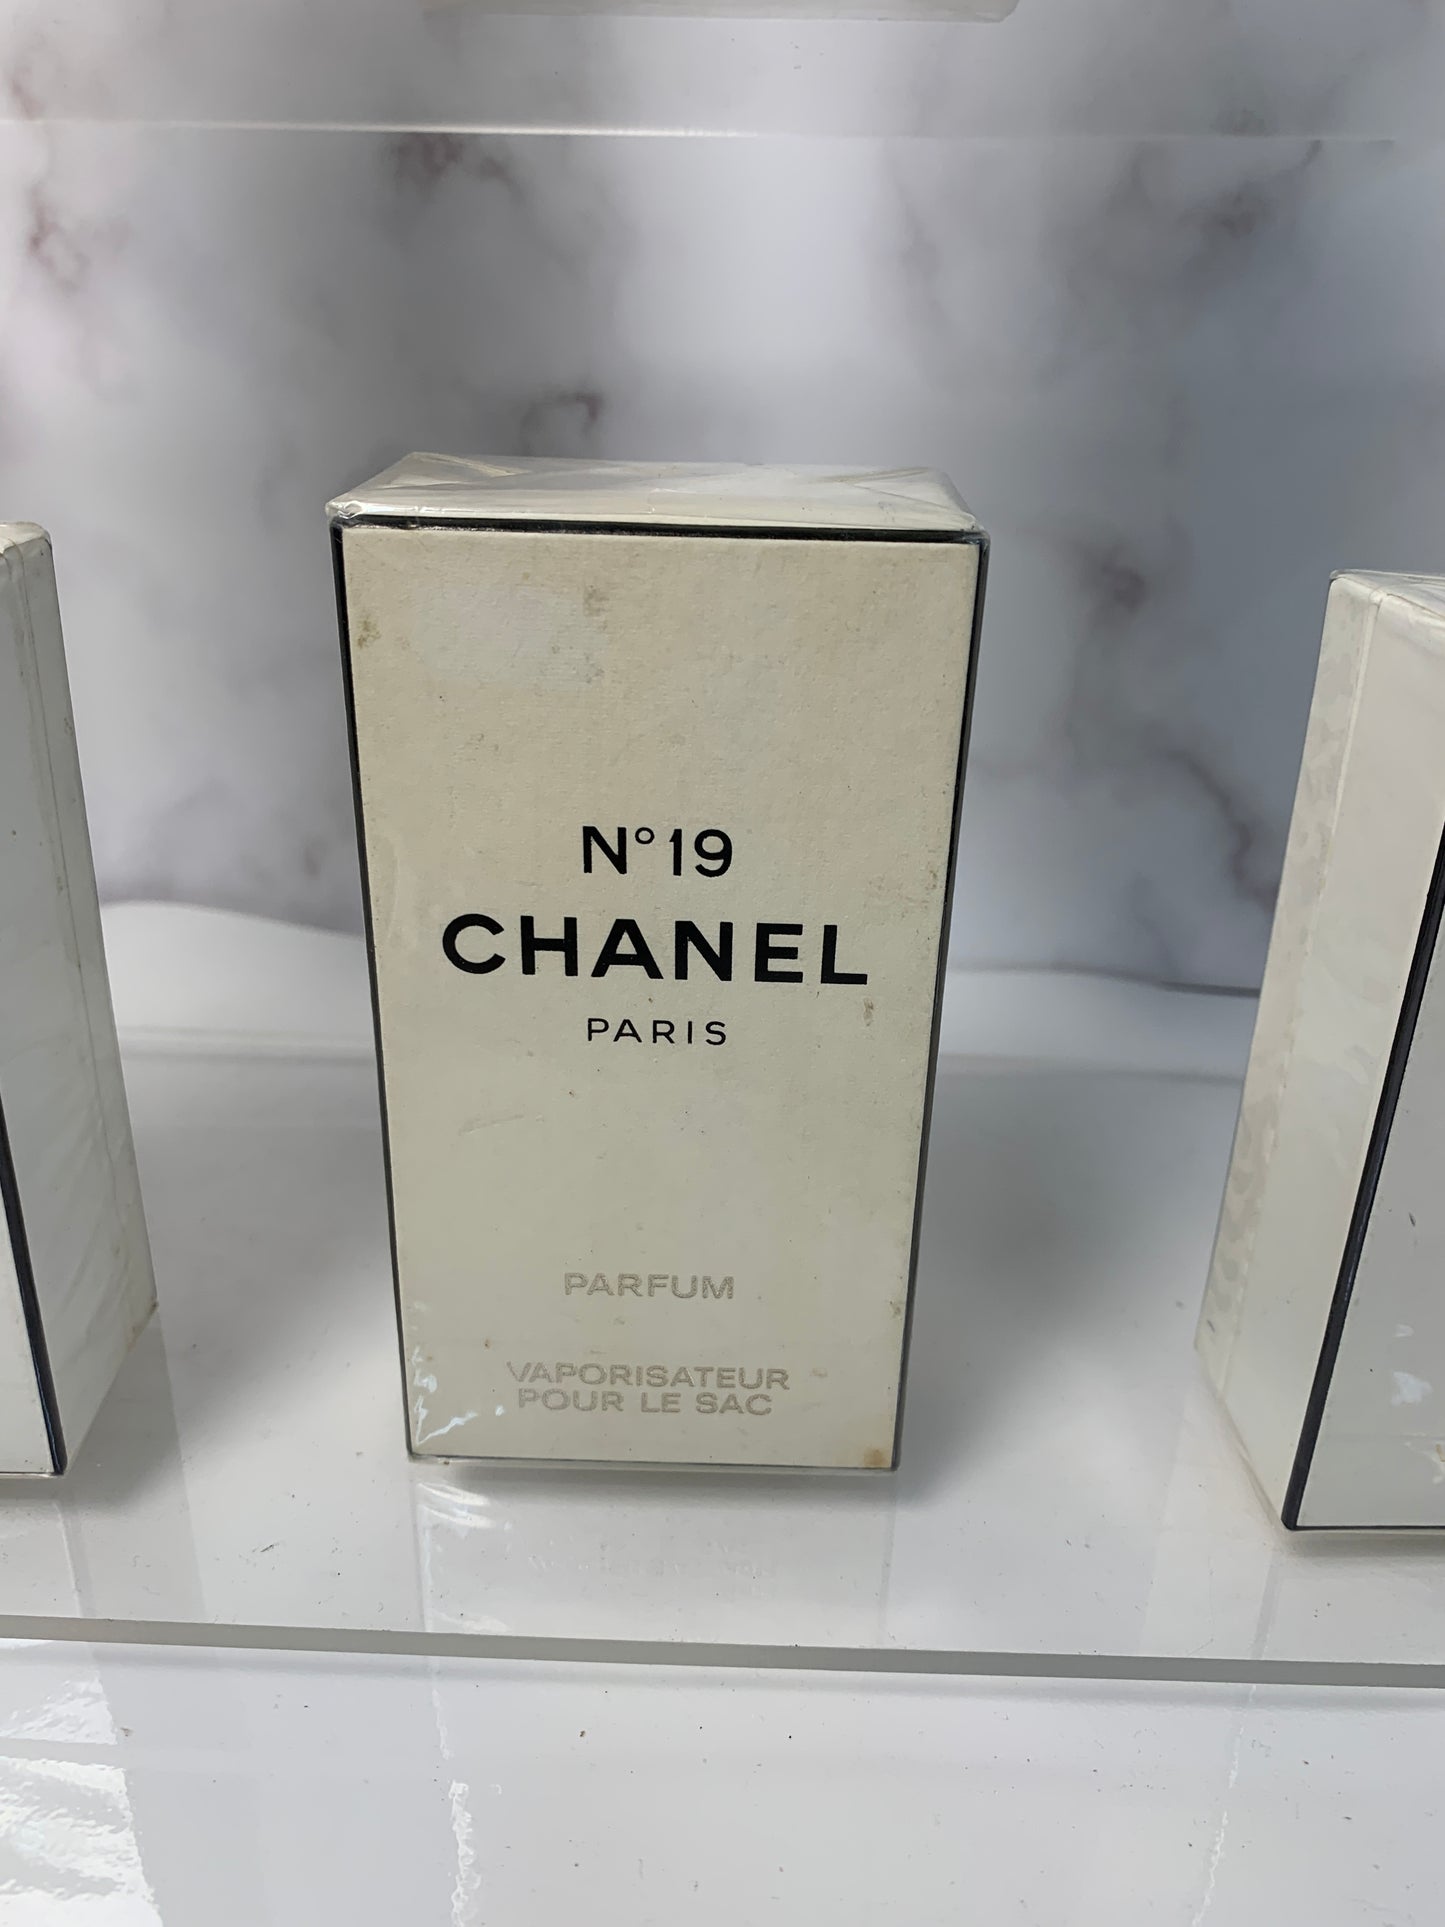 N°19
CHANEL
PARIS
PARFUM
VAPORISATEUR
POUR LE SAC